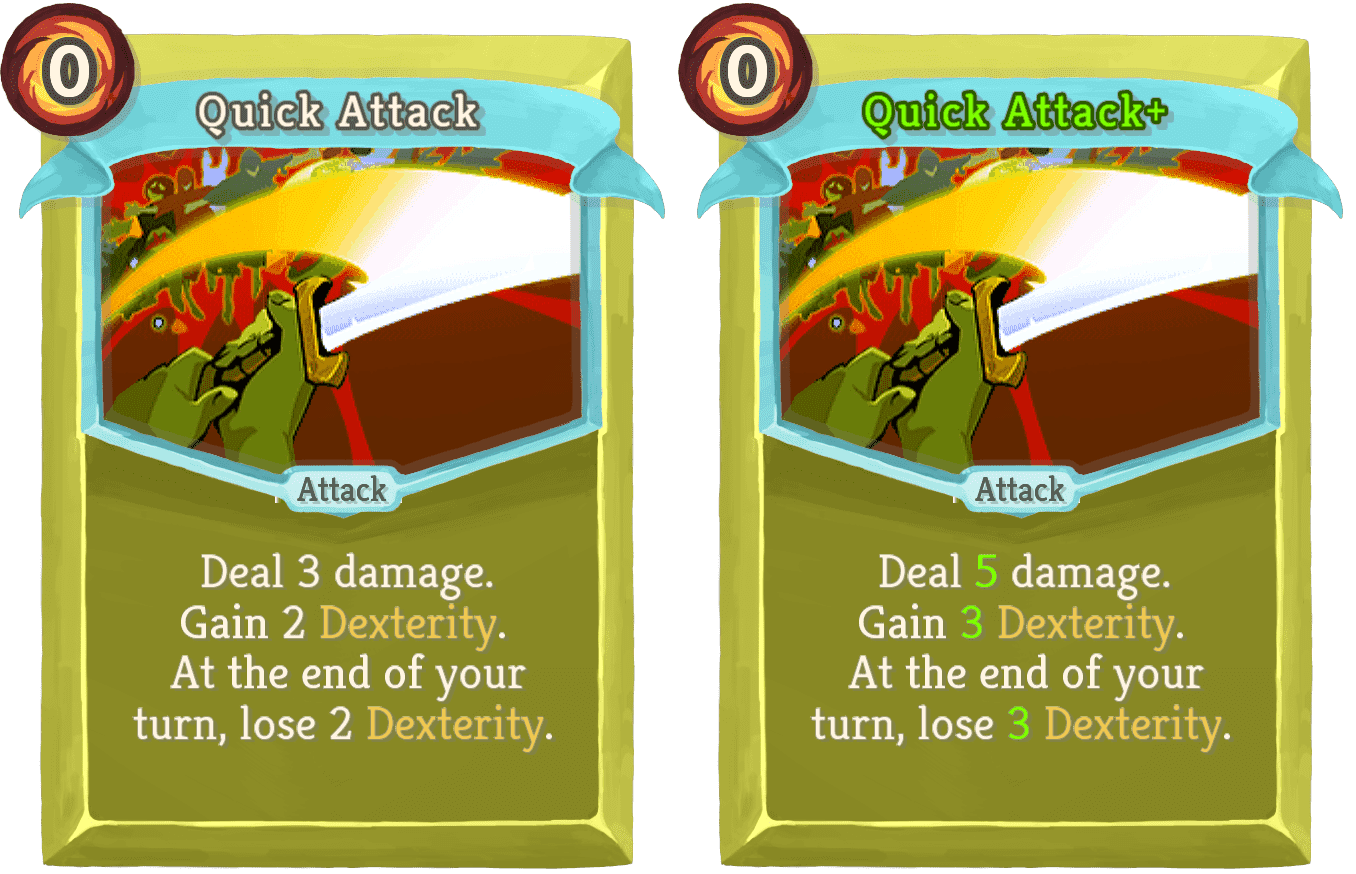 0
Quick Attack
Attack
Deal 3 damage.
Gain 2 Dexterity.
At the end of your
turn, lose 2 Dexterity.
0
Quick Attack+
Attack
Deal 5 damage.
Gain 3 Dexterity.
At the end of your
turn, lose 3 Dexterity.